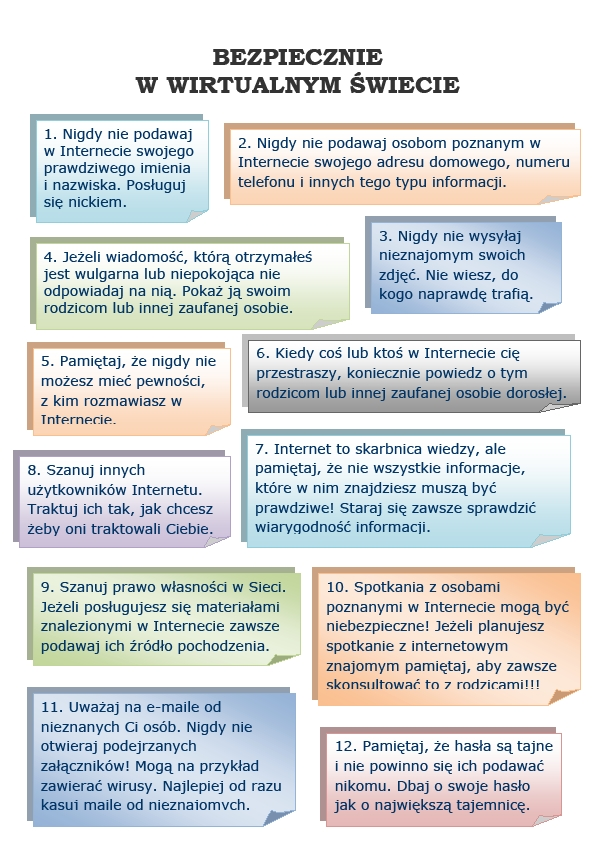 BEZPIECZNIE
W WIRTUALNYM ŚWIECIE
1. Nigdy nie podawaj
w Internecie swojego
prawdziwego imienia
i nazwiska. Posługuj
się nickiem.
2. Nigdy nie podawaj osobom poznanym w
Internecie swojego adresu domowego, numeru
telefonu i innych tego typu informacji.
3. Nigdy nie wysyłaj
nieznajomym swoich
zdjęć. Nie wiesz, do
kogo naprawdę trafią.
4. Jeżeli wiadomość, którą otrzymałeś
jest wulgarna lub niepokojąca nie
odpowiadaj na nią. Pokaż ją swoim
rodzicom lub innej zaufanej osobie.
5. Pamiętaj, że nigdy nie
możesz mieć pewności,
z kim rozmawiasz w
Internecie.
6. Kiedy coś lub ktoś w Internecie cię
przestraszy, koniecznie powiedz o tym
rodzicom lub innej zaufanej osobie dorosłej.
7. Internet to skarbnica wiedzy, ale
pamiętaj, że nie wszystkie informacje,
które w nim znajdziesz muszą być
prawdziwe! Staraj się zawsze sprawdzić
wiarygodność informacji.
8. Szanuj innych
użytkowników Internetu.
Traktuj ich tak, jak chcesz
żeby oni traktowali Ciebie.
9. Szanuj prawo własności w Sieci.
Jeżeli posługujesz się materiałami
znalezionymi w Internecie zawsze
podawaj ich źródło pochodzenia.
10. Spotkania z osobami
poznanymi w Internecie mogą być
niebezpieczne! Jeżeli planujesz
spotkanie z internetowym
znajomym pamiętaj, aby zawsze
skonsultować to z rodzicami!!!
11. Uważaj na e-maile od
nieznanych Ci osób. Nigdy nie
otwieraj podejrzanych
załączników! Mogą na przykład
zawierać wirusy. Najlepiej od razu
kasuj maile od nieznajomych.
12. Pamiętaj, że hasła są tajne
i nie powinno się ich podawać
nikomu. Dbaj o swoje hasło
jak o największą tajemnicę.